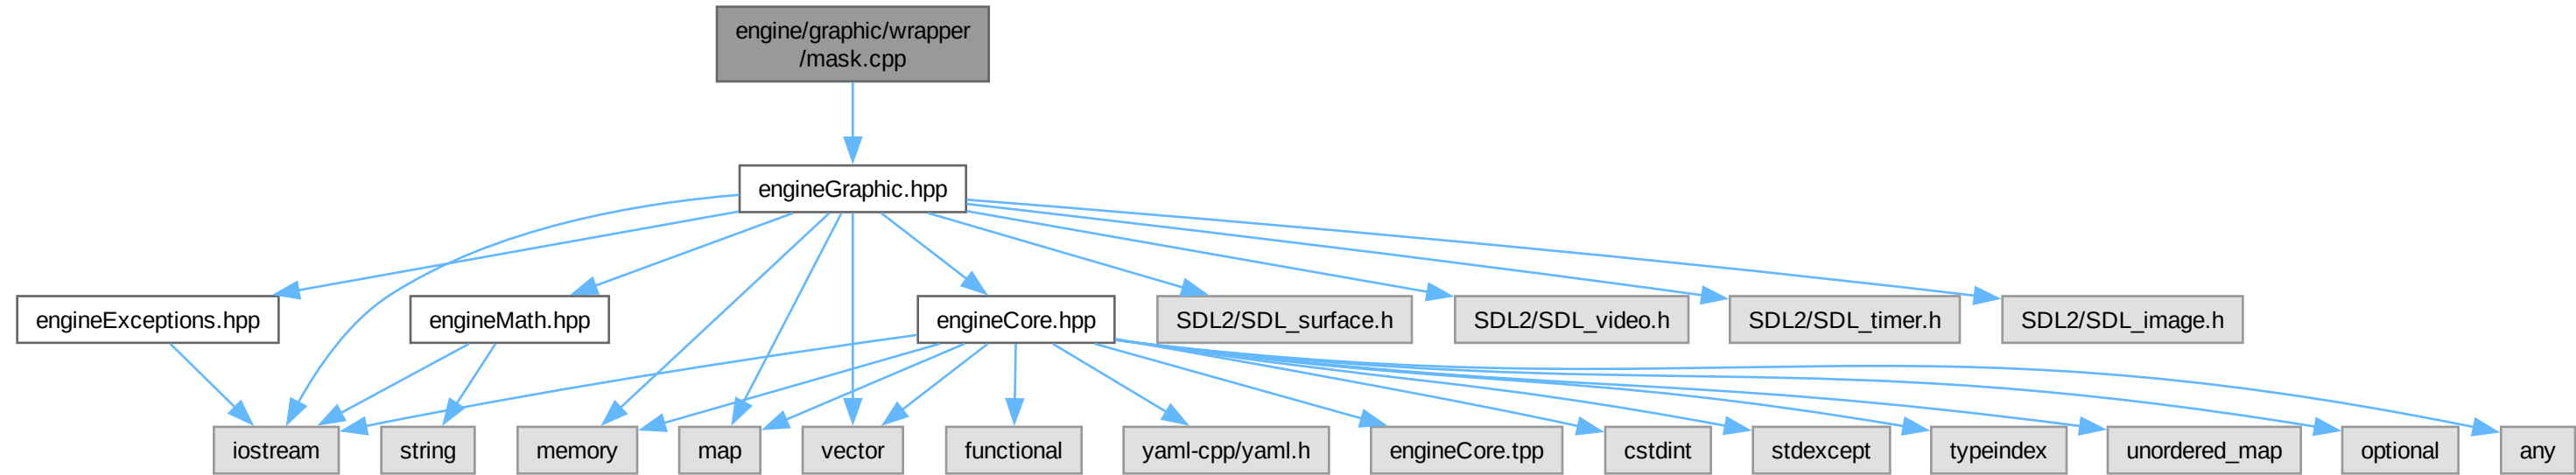 engine/graphic/wrapper
/mask.cpp
engineGraphic.hpp
engineExceptions.hpp
engineMath.hpp
engineCore.hpp
SDL2/SDL_surface.h
SDL2/SDL_video.h
SDL2/SDL_timer.h
SDL2/SDL_image.h
iostream
string
memory
map
vector
functional
yaml-cpp/yaml.h
engineCore.tpp
cstdint
stdexcept
typeindex
unordered_map
optional
any